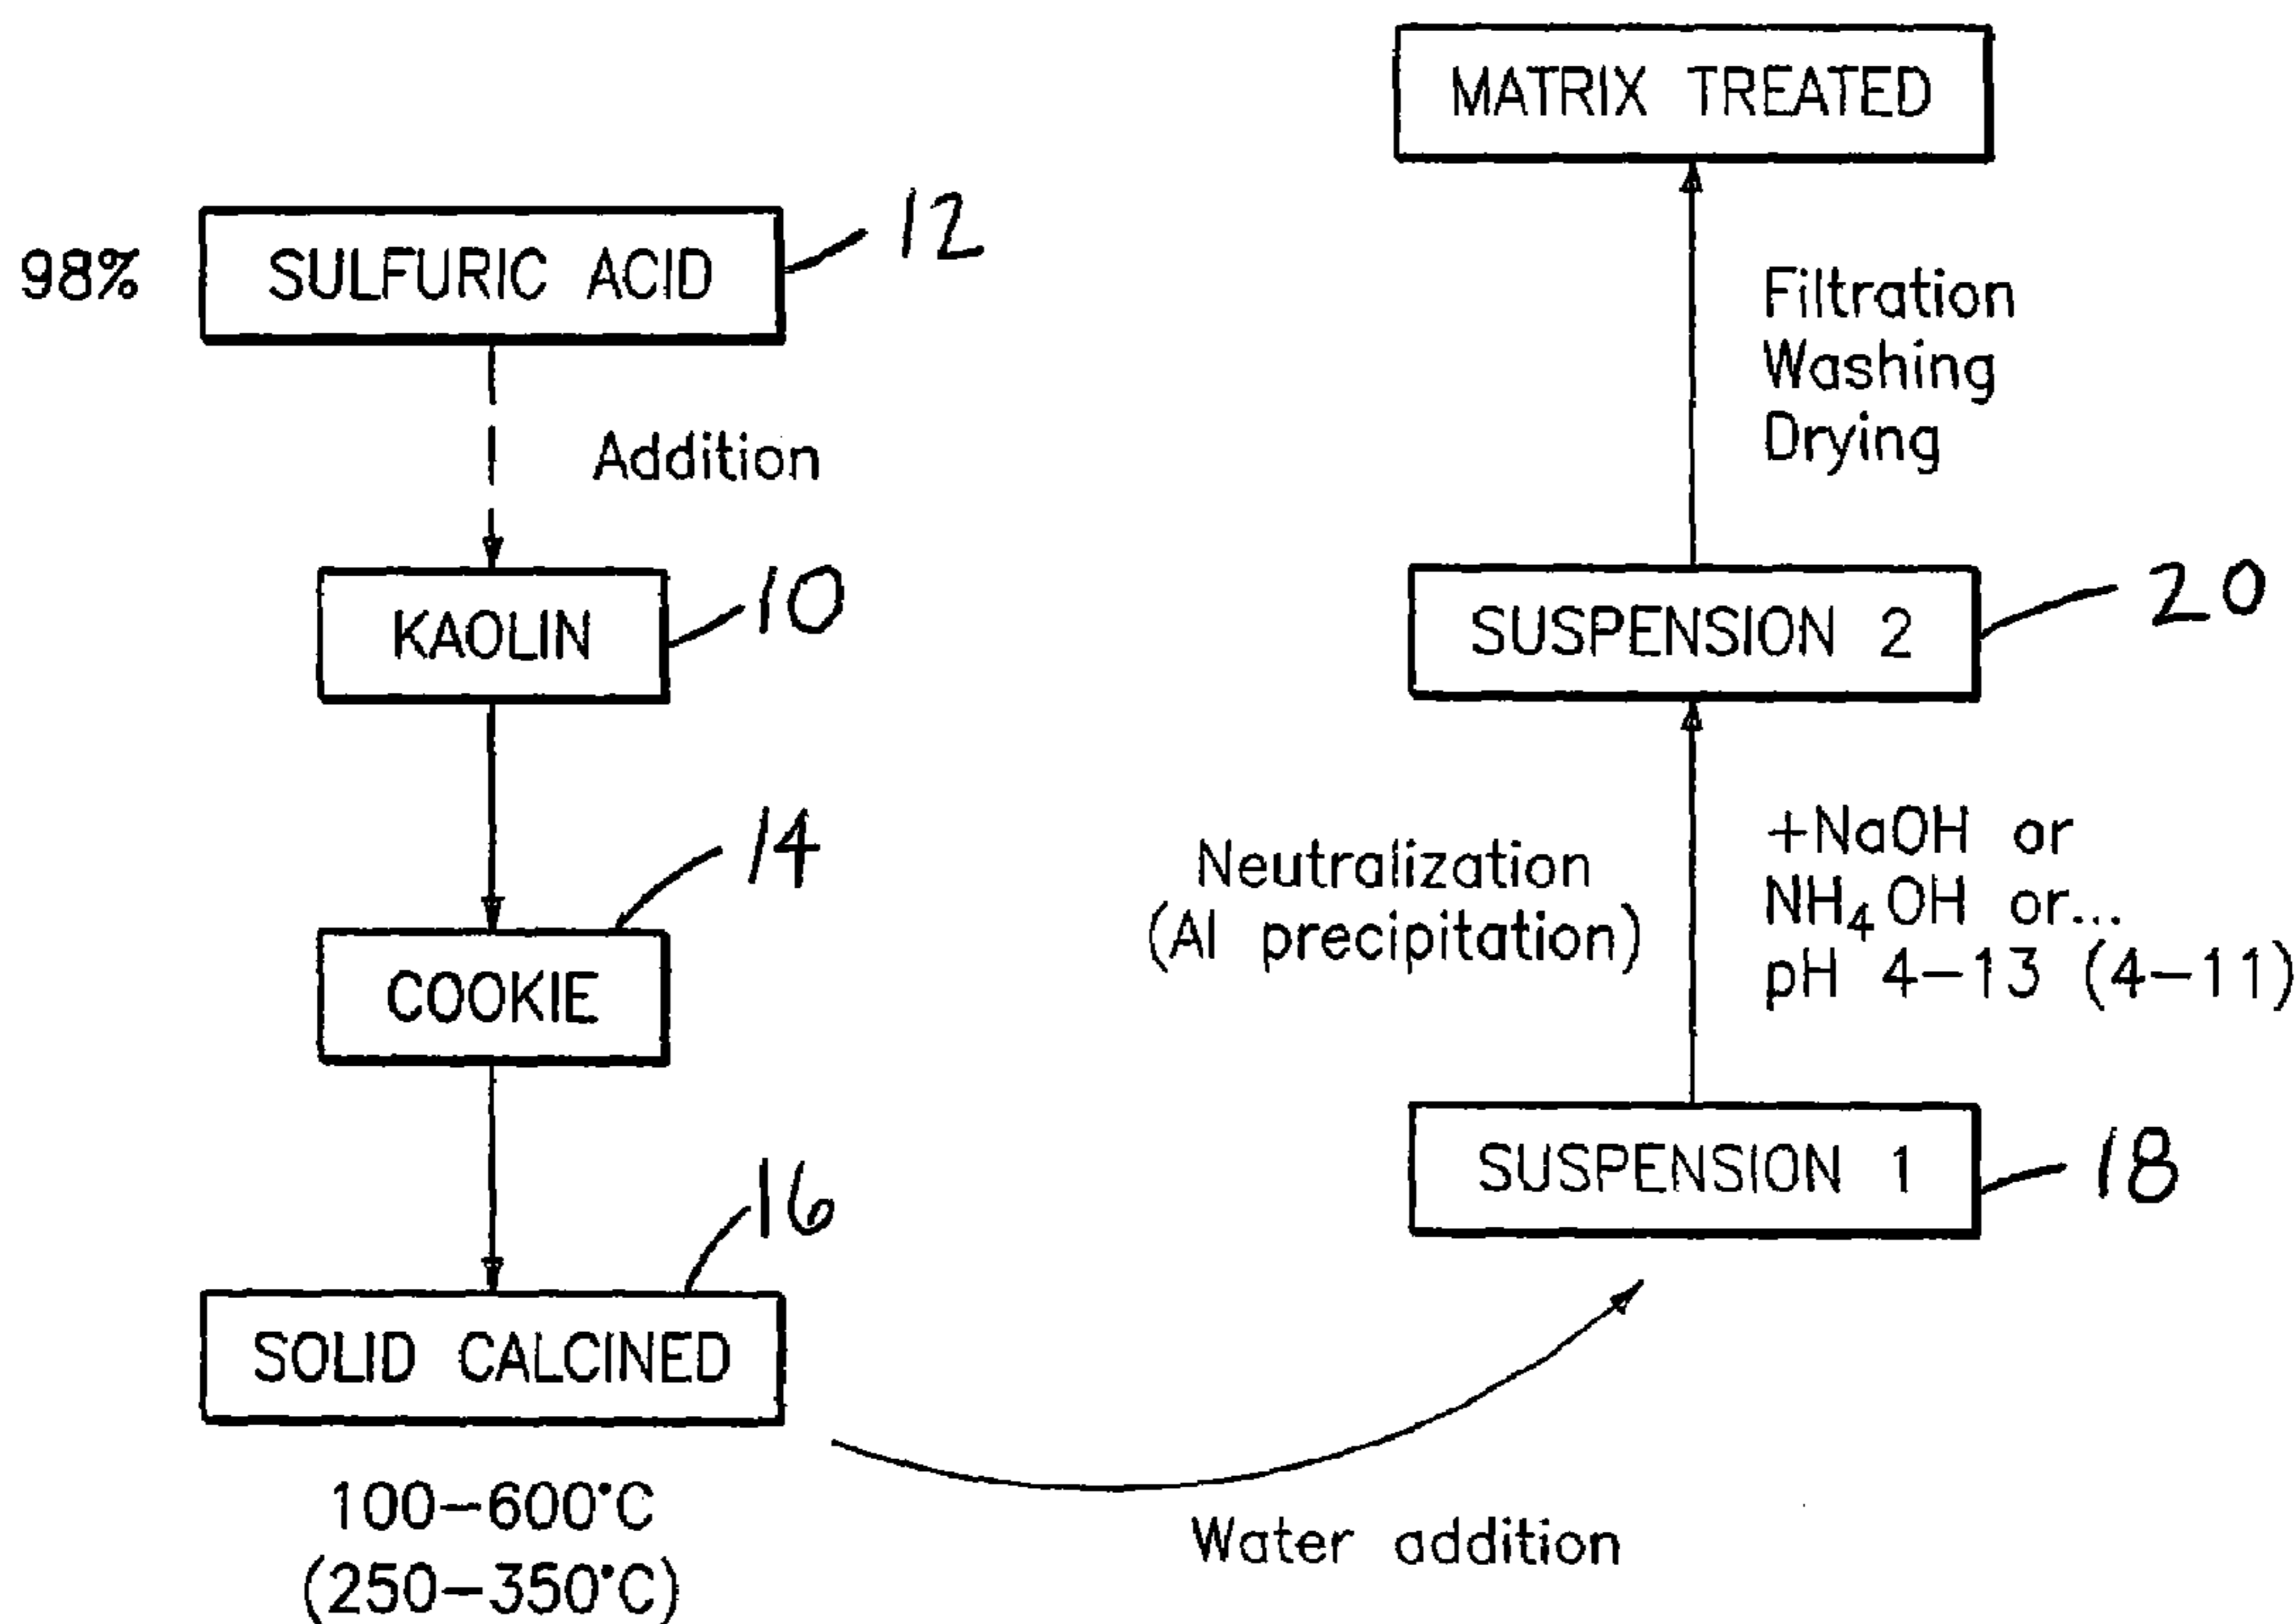 98%
SULFURIC ACID
12
Addition
KAOLIN
10
14
COOKIE
16
SOLID CALCINED
100-600°C
(250-350°C)
Water addition
SUSPENSION 1
18
Neutralization
(Al precipitation)
+NaOH or
NH₄OH or...
pH 4-13 (4-11)
SUSPENSION 2
20
Filtration
Washing
Drying
MATRIX TREATED